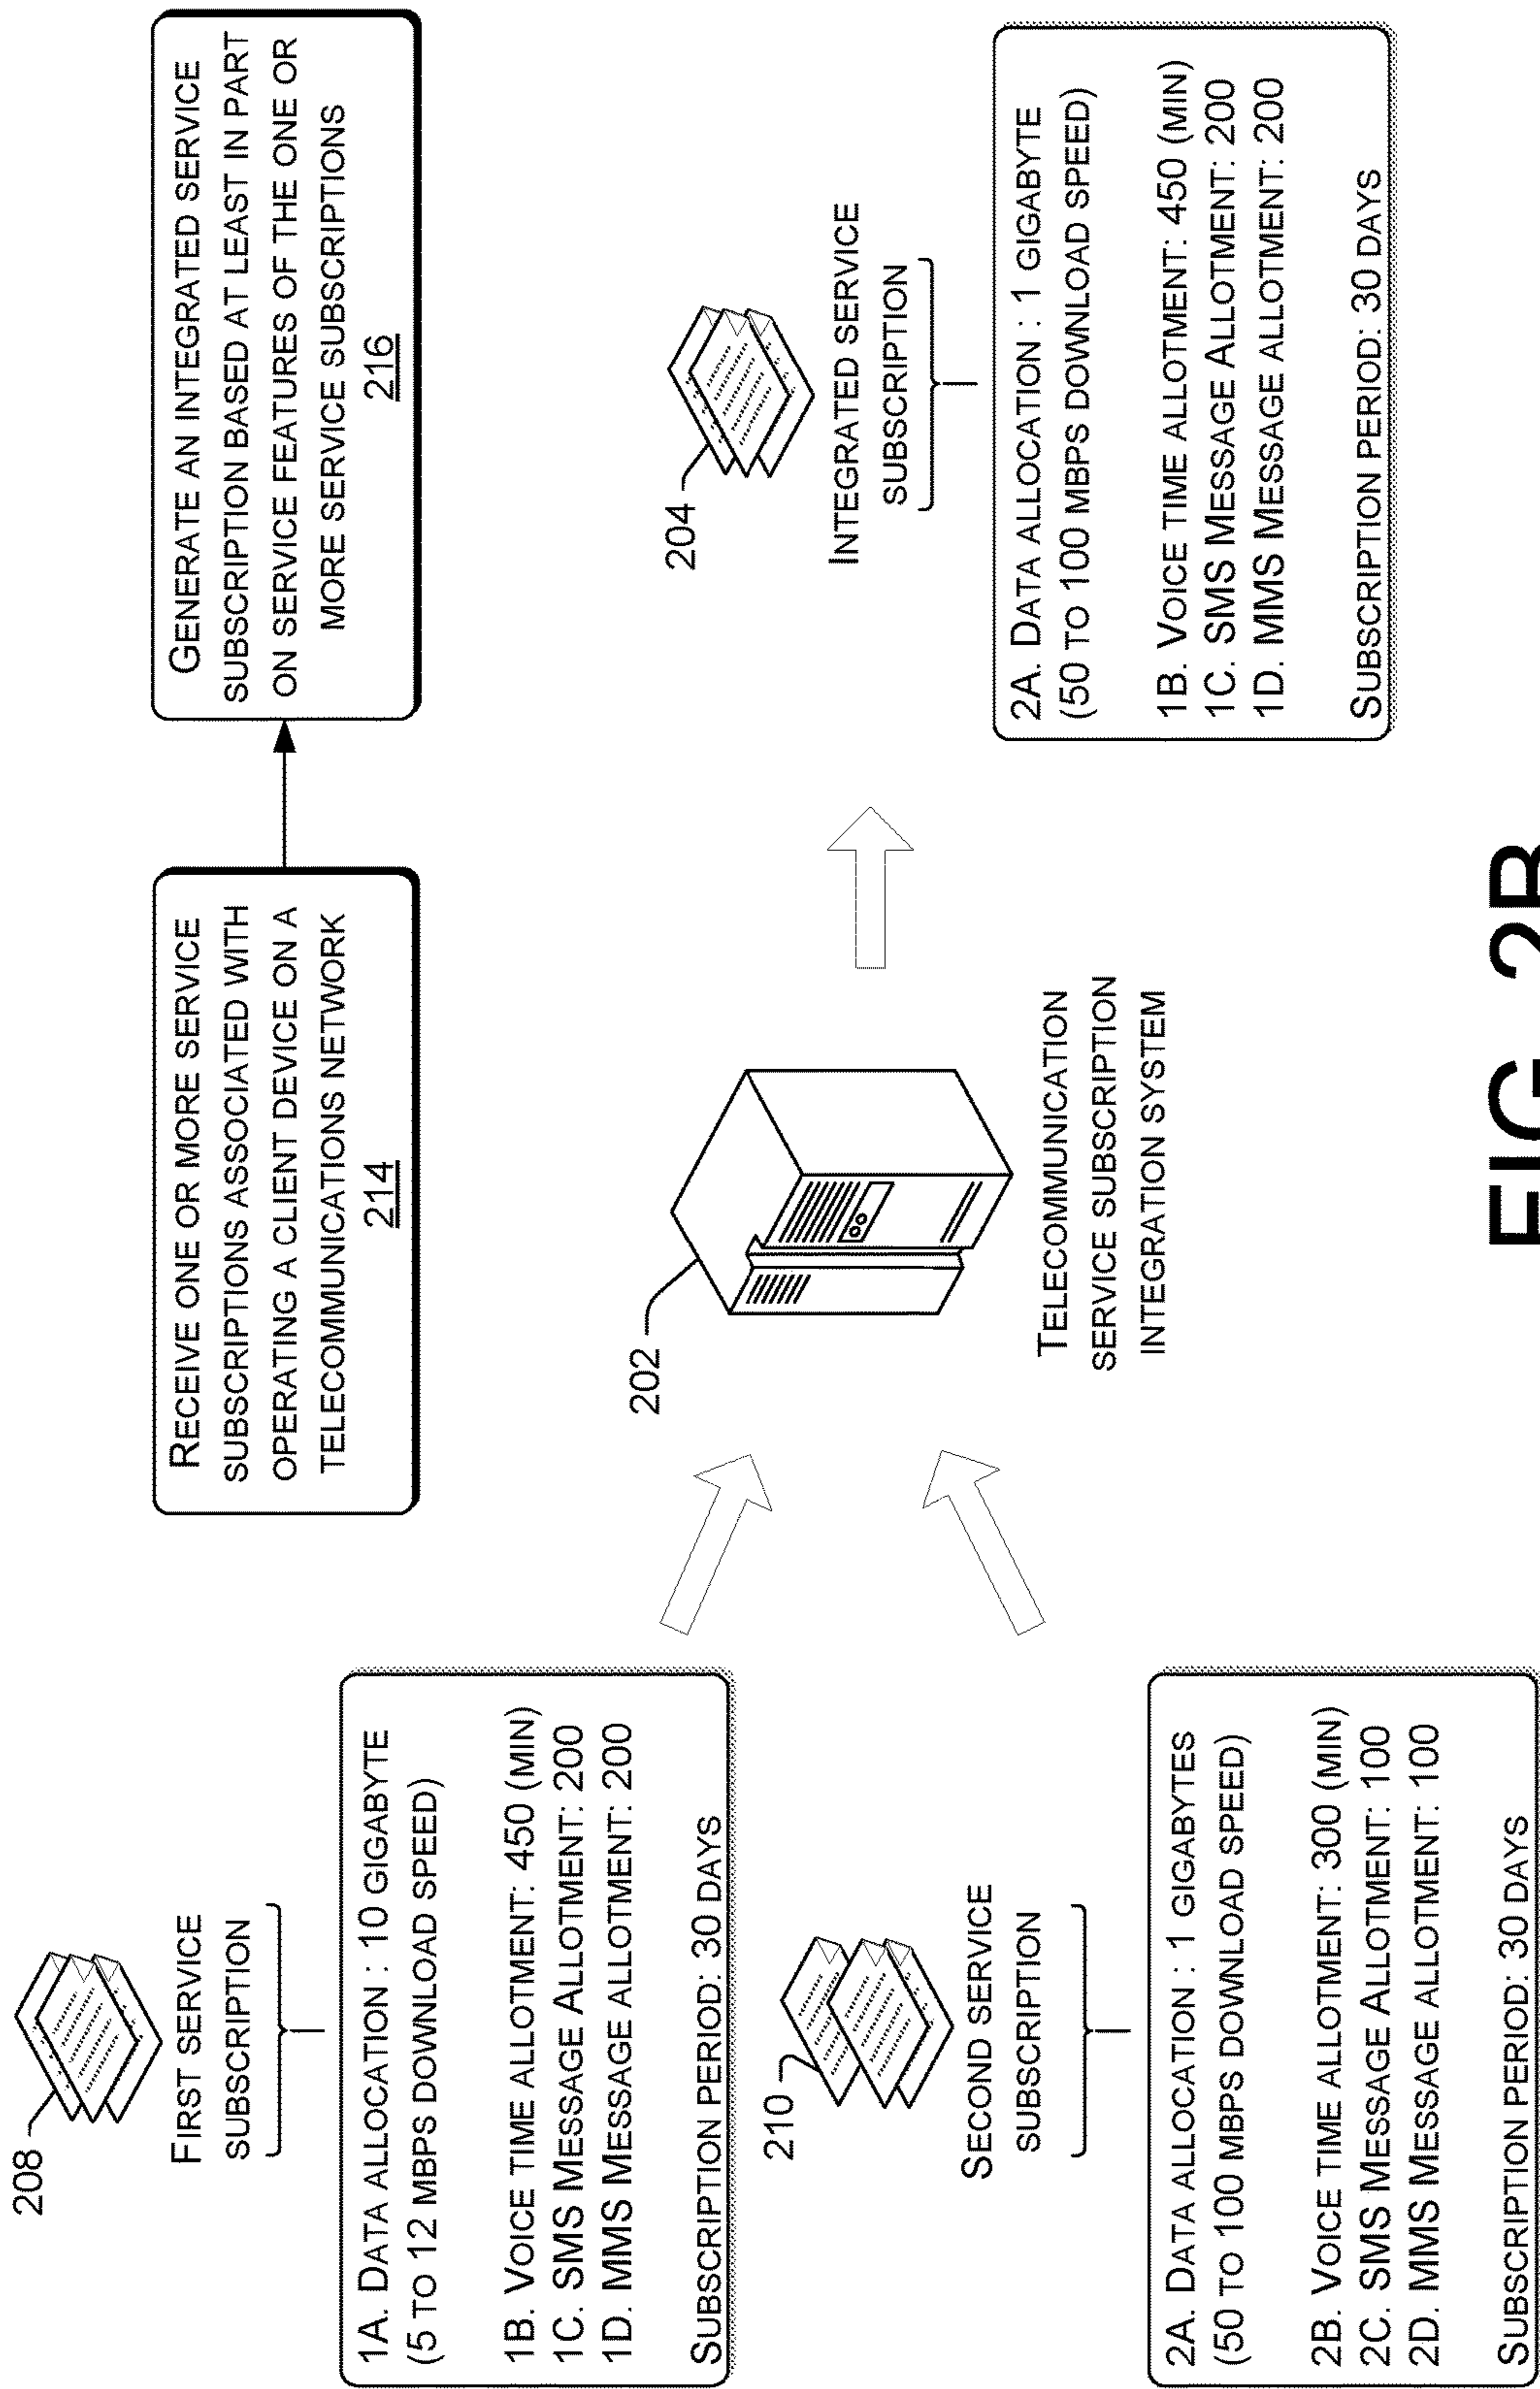 RECEIVE ONE OR MORE SERVICE
SUBSCRIPTIONS ASSOCIATED WITH
OPERATING A CLIENT DEVICE ON A
TELECOMMUNICATIONS NETWORK
214
GENERATE AN INTEGRATED SERVICE
SUBSCRIPTION BASED AT LEAST IN PART
ON SERVICE FEATURES OF THE ONE OR
MORE SERVICE SUBSCRIPTIONS
216
208
FIRST SERVICE
SUBSCRIPTION
1A. DATA ALLOCATION : 10 GIGABYTE
(5 TO 12 MBPS DOWNLOAD SPEED)
1B. VOICE TIME ALLOTMENT: 450 (MIN)
1C. SMS MESSAGE ALLOTMENT: 200
1D. MMS MESSAGE ALLOTMENT: 200
SUBSCRIPTION PERIOD: 30 DAYS
210
SECOND SERVICE
SUBSCRIPTION
2A. DATA ALLOCATION : 1 GIGABYTES
(50 TO 100 MBPS DOWNLOAD SPEED)
2B. VOICE TIME ALLOTMENT: 300 (MIN)
2C. SMS MESSAGE ALLOTMENT: 100
2D. MMS MESSAGE ALLOTMENT: 100
SUBSCRIPTION PERIOD: 30 DAYS
202
TELECOMMUNICATION
SERVICE SUBSCRIPTION
INTEGRATION SYSTEM
204
INTEGRATED SERVICE
SUBSCRIPTION
2A. DATA ALLOCATION : 1 GIGABYTE
(50 TO 100 MBPS DOWNLOAD SPEED)
1B. VOICE TIME ALLOTMENT: 450 (MIN)
1C. SMS MESSAGE ALLOTMENT: 200
1D. MMS MESSAGE ALLOTMENT: 200
SUBSCRIPTION PERIOD: 30 DAYS
FIG. 2B